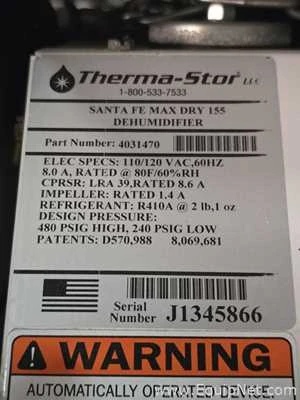 Therma-Stor LLC
1-800-533-7533
SANTA FE MAX DRY 155
DEHUMIDIFIER
Part Number: 4031470
ELEC SPECS: 110/120 VAC,60HZ
8.0 A, RATED @ 80F/60%RH
CPRSR: LRA 39,RATED 8.6 A
IMPELLER: RATED 1.4 A
REFRIGERANT: R410A @ 2 lb,1 oz
DESIGN PRESSURE:
480 PSIG HIGH, 240 PSIG LOW
PATENTS: D570,988 8,069,681
Serial
Number J1345866
WARNING
AUTOMATICALLY OPERATED DEVICE.